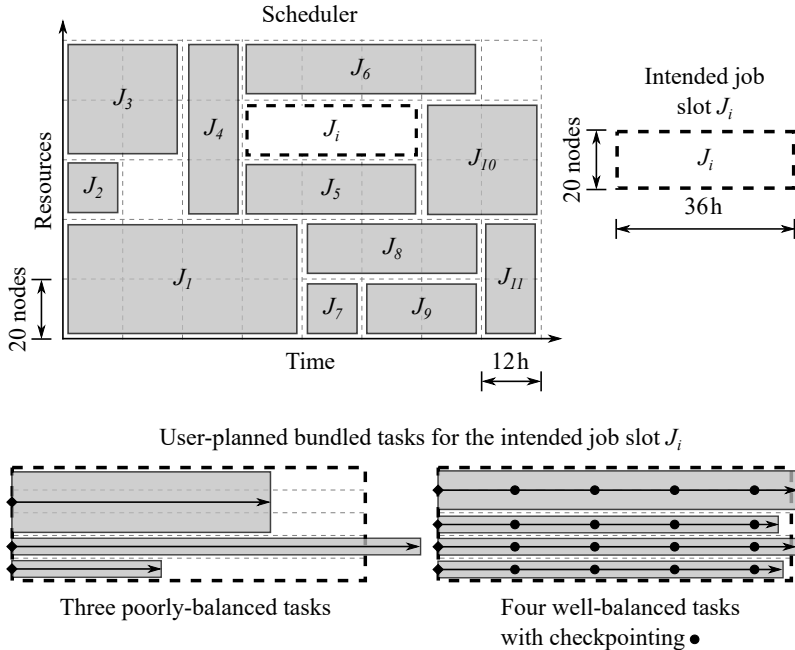 Scheduler
Resources
20 nodes
J3
J4
J6
Ji
J2
J5
J10
J1
J8
J7
J9
J11
Time
12h
Intended job
slot Ji
20 nodes
Ji
36h
User-planned bundled tasks for the intended job slot Ji
Three poorly-balanced tasks
Four well-balanced tasks
with checkpointing ●